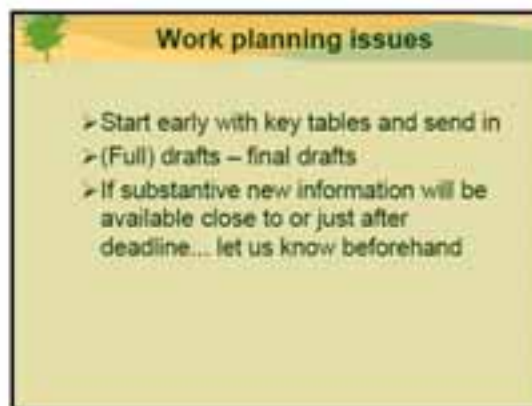 Work planning issues
➢Start early with key tables and send in
➢(Full) drafts – final drafts
➢If substantive new information will be
available close to or just after
deadline... let us know beforehand